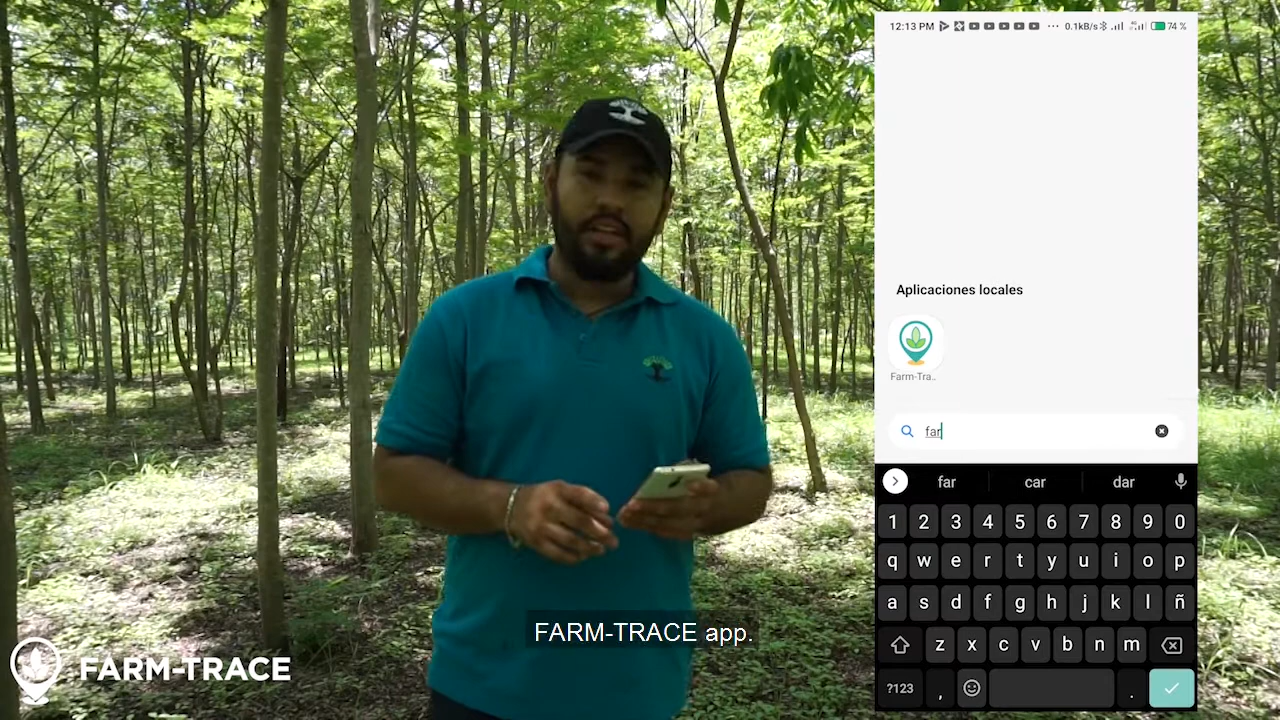 12:13 PM
0.1kB/s
74 %
Aplicaciones locales
Farm-Tra..
far
far car dar
1 2 3 4 5 6 7 8 9 0
q w e r t y u i o p
a s d f g h j k l ñ
z x c v b n m
?123 , .
FARM-TRACE app.
FARM-TRACE